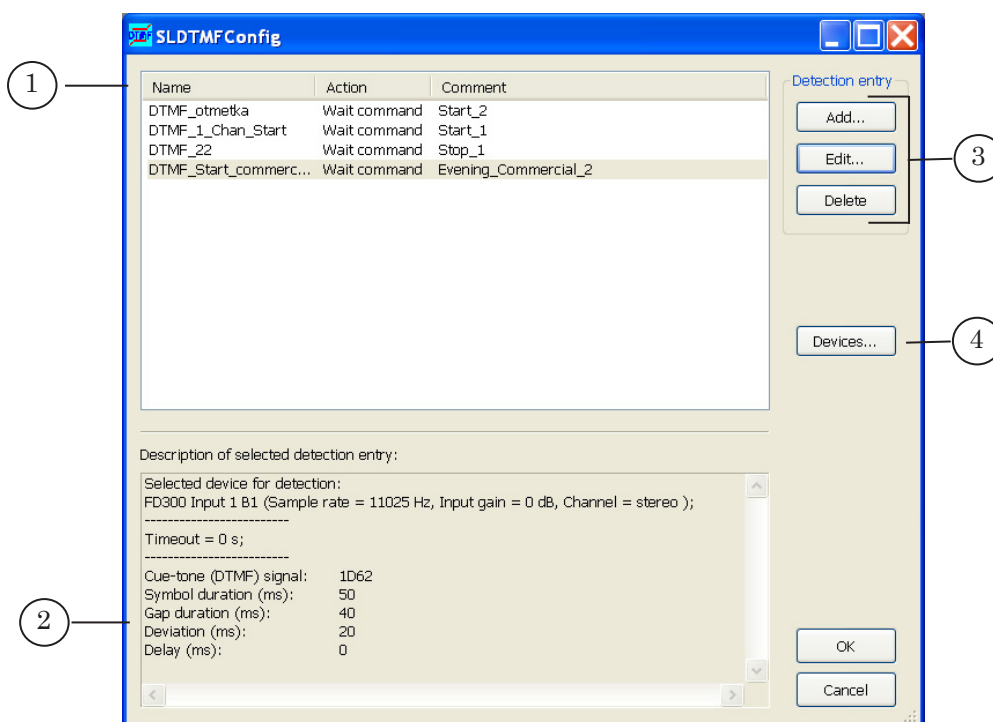 DTMF SLDTMFConfig
1
Name Action Comment
DTMF_otmetka Wait command Start_2
DTMF_1_Chan_Start Wait command Start_1
DTMF_22 Wait command Stop_1
DTMF_Start_commerc... Wait command Evening_Commercial_2
Detection entry
Add...
Edit...
Delete
3
Devices...
4
Description of selected detection entry:
Selected device for detection:
FD300 Input 1 B1 (Sample rate = 11025 Hz, Input gain = 0 dB, Channel = stereo );
-------------------------
Timeout = 0 s;
-------------------------
Cue-tone (DTMF) signal: 1D62
Symbol duration (ms): 50
Gap duration (ms): 40
Deviation (ms): 20
Delay (ms): 0
2
OK
Cancel